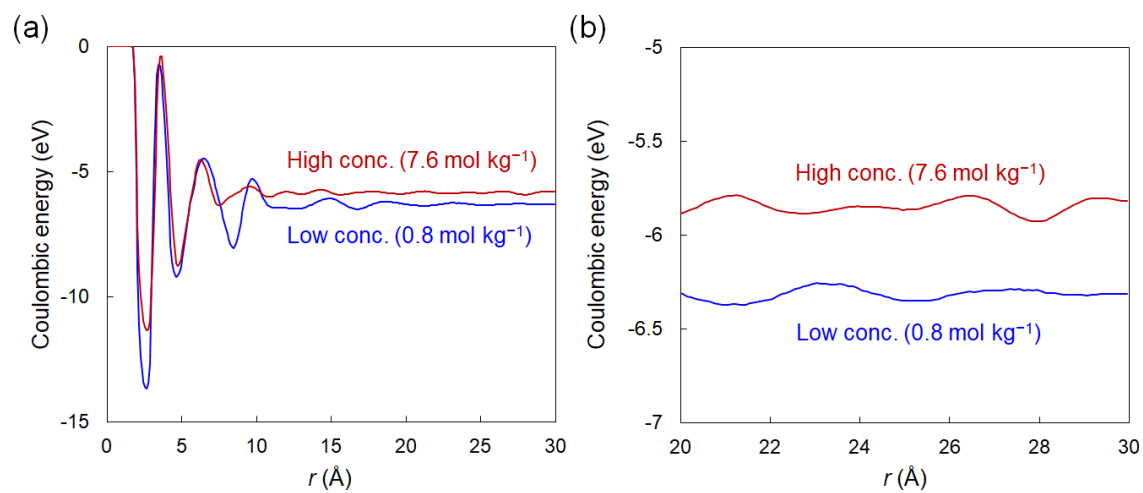 (a)
Coulombic energy (eV)
0
-5
-10
-15
High conc. (7.6 mol kg⁻¹)
Low conc. (0.8 mol kg⁻¹)
0 5 10 15 20 25 30
r (Å)
(b)
Coulombic energy (eV)
-5
-5.5
-6
-6.5
-7
High conc. (7.6 mol kg⁻¹)
Low conc. (0.8 mol kg⁻¹)
20 22 24 26 28 30
r (Å)